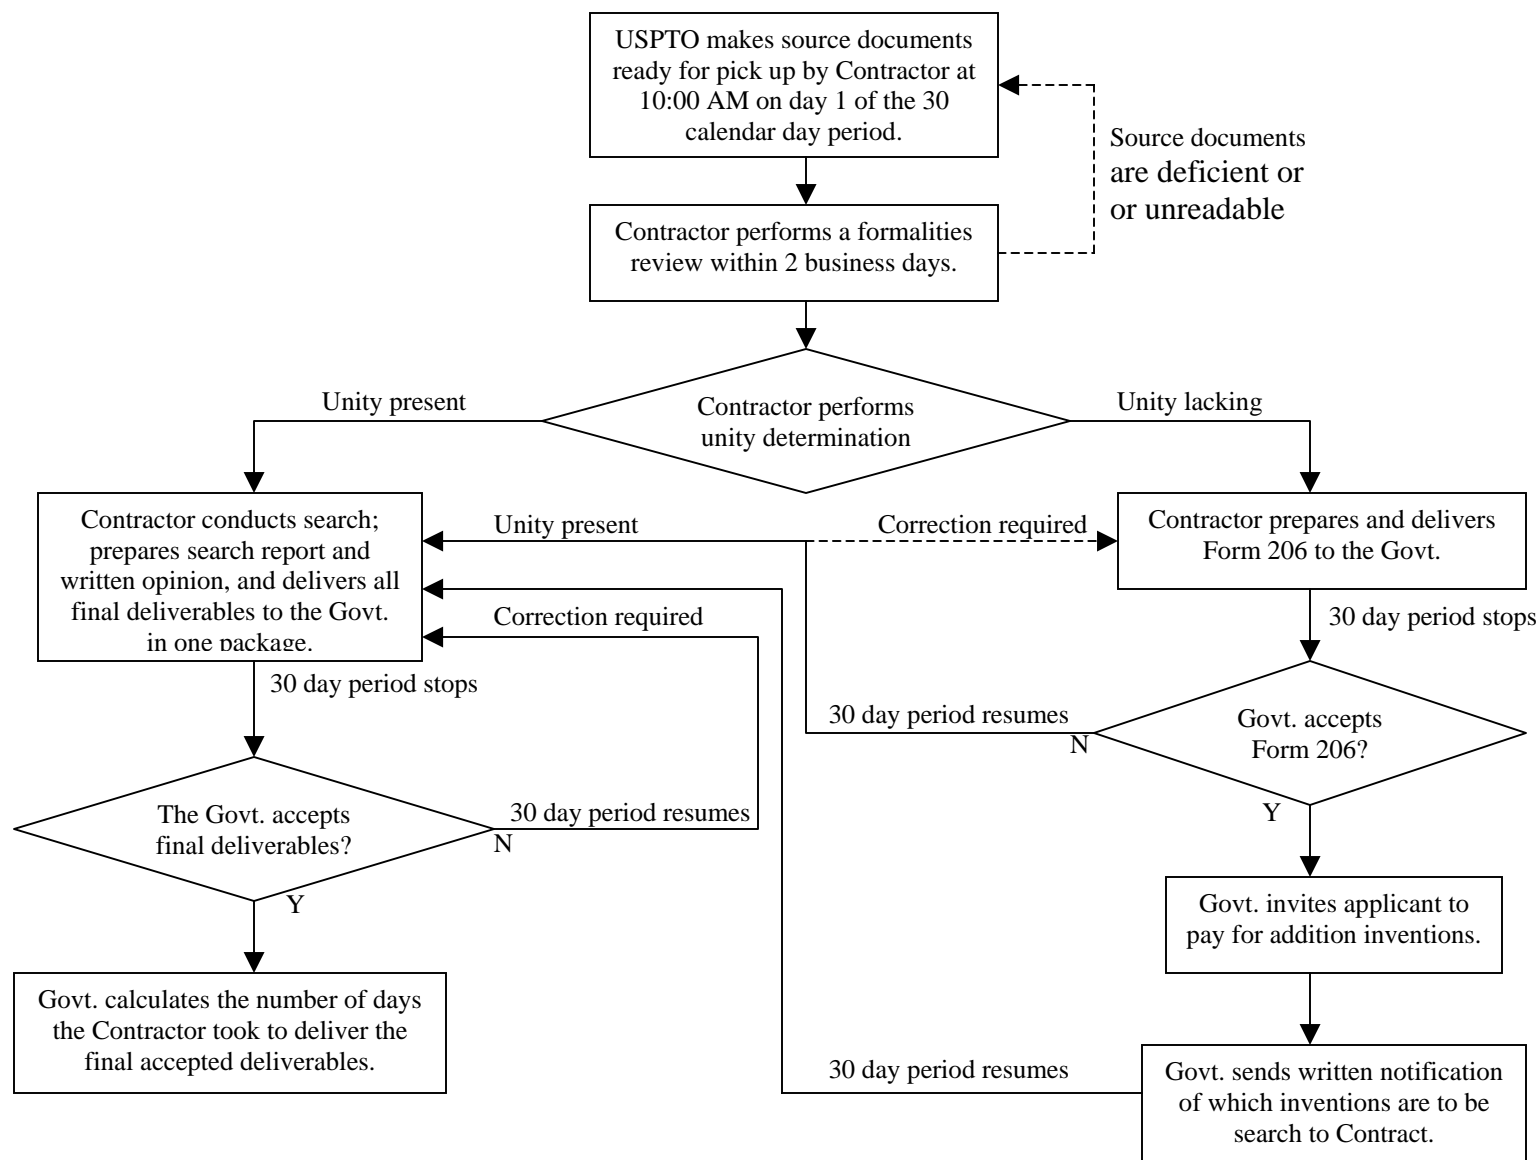 USPTO makes source documents
ready for pick up by Contractor at
10:00 AM on day 1 of the 30
calendar day period.
Source documents
are deficient or
or unreadable
Contractor performs a formalities
review within 2 business days.
Unity present
Contractor performs
unity determination
Unity lacking
Contractor conducts search;
prepares search report and
written opinion, and delivers all
final deliverables to the Govt.
in one package.
Unity present
Correction required
Contractor prepares and delivers
Form 206 to the Govt.
Correction required
30 day period stops
30 day period stops
30 day period resumes
N
Govt. accepts
Form 206?
Y
The Govt. accepts
final deliverables?
30 day period resumes
N
Y
Govt. invites applicant to
pay for addition inventions.
Govt. calculates the number of days
the Contractor took to deliver the
final accepted deliverables.
30 day period resumes
Govt. sends written notification
of which inventions are to be
search to Contract.